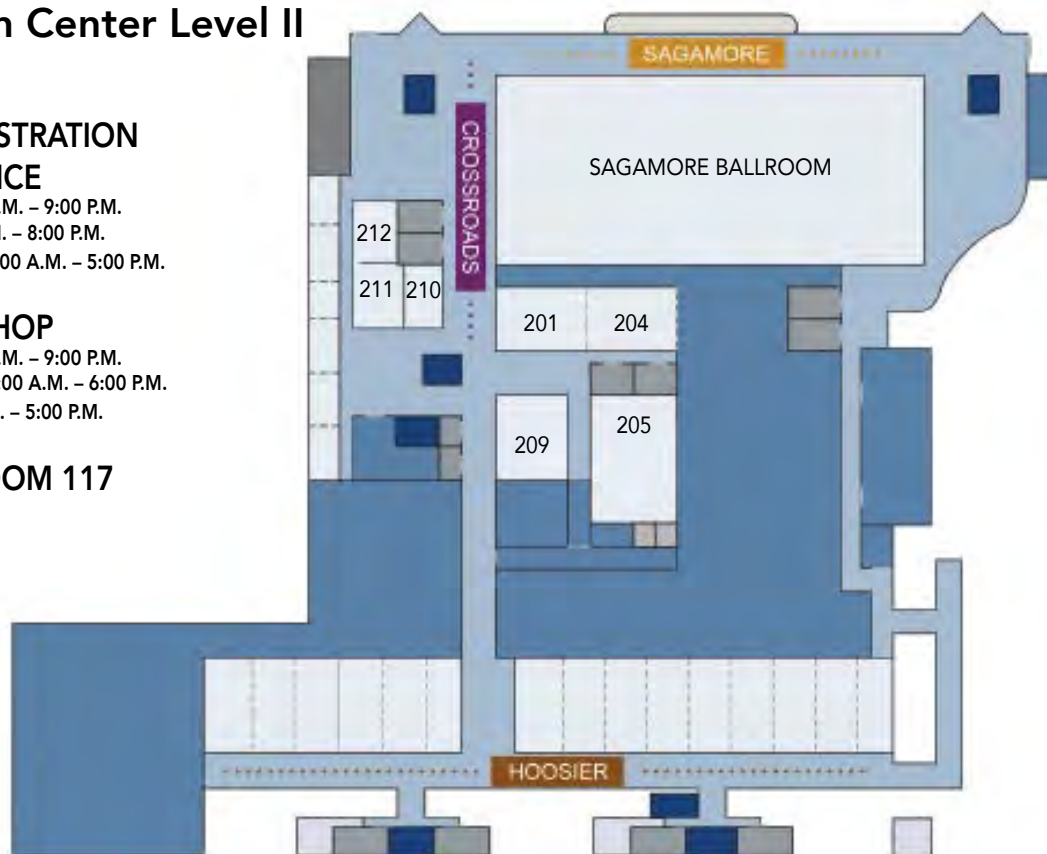 n Center Level II
STRATION
ICE
.M. – 9:00 P.M.
M. – 8:00 P.M.
:00 A.M. – 5:00 P.M.
HOP
.M. – 9:00 P.M.
:00 A.M. – 6:00 P.M.
. – 5:00 P.M.
OM 117
SAGAMORE
CROSSROADS
SAGAMORE BALLROOM
212
211 210
201 204
209
205
HOOSIER